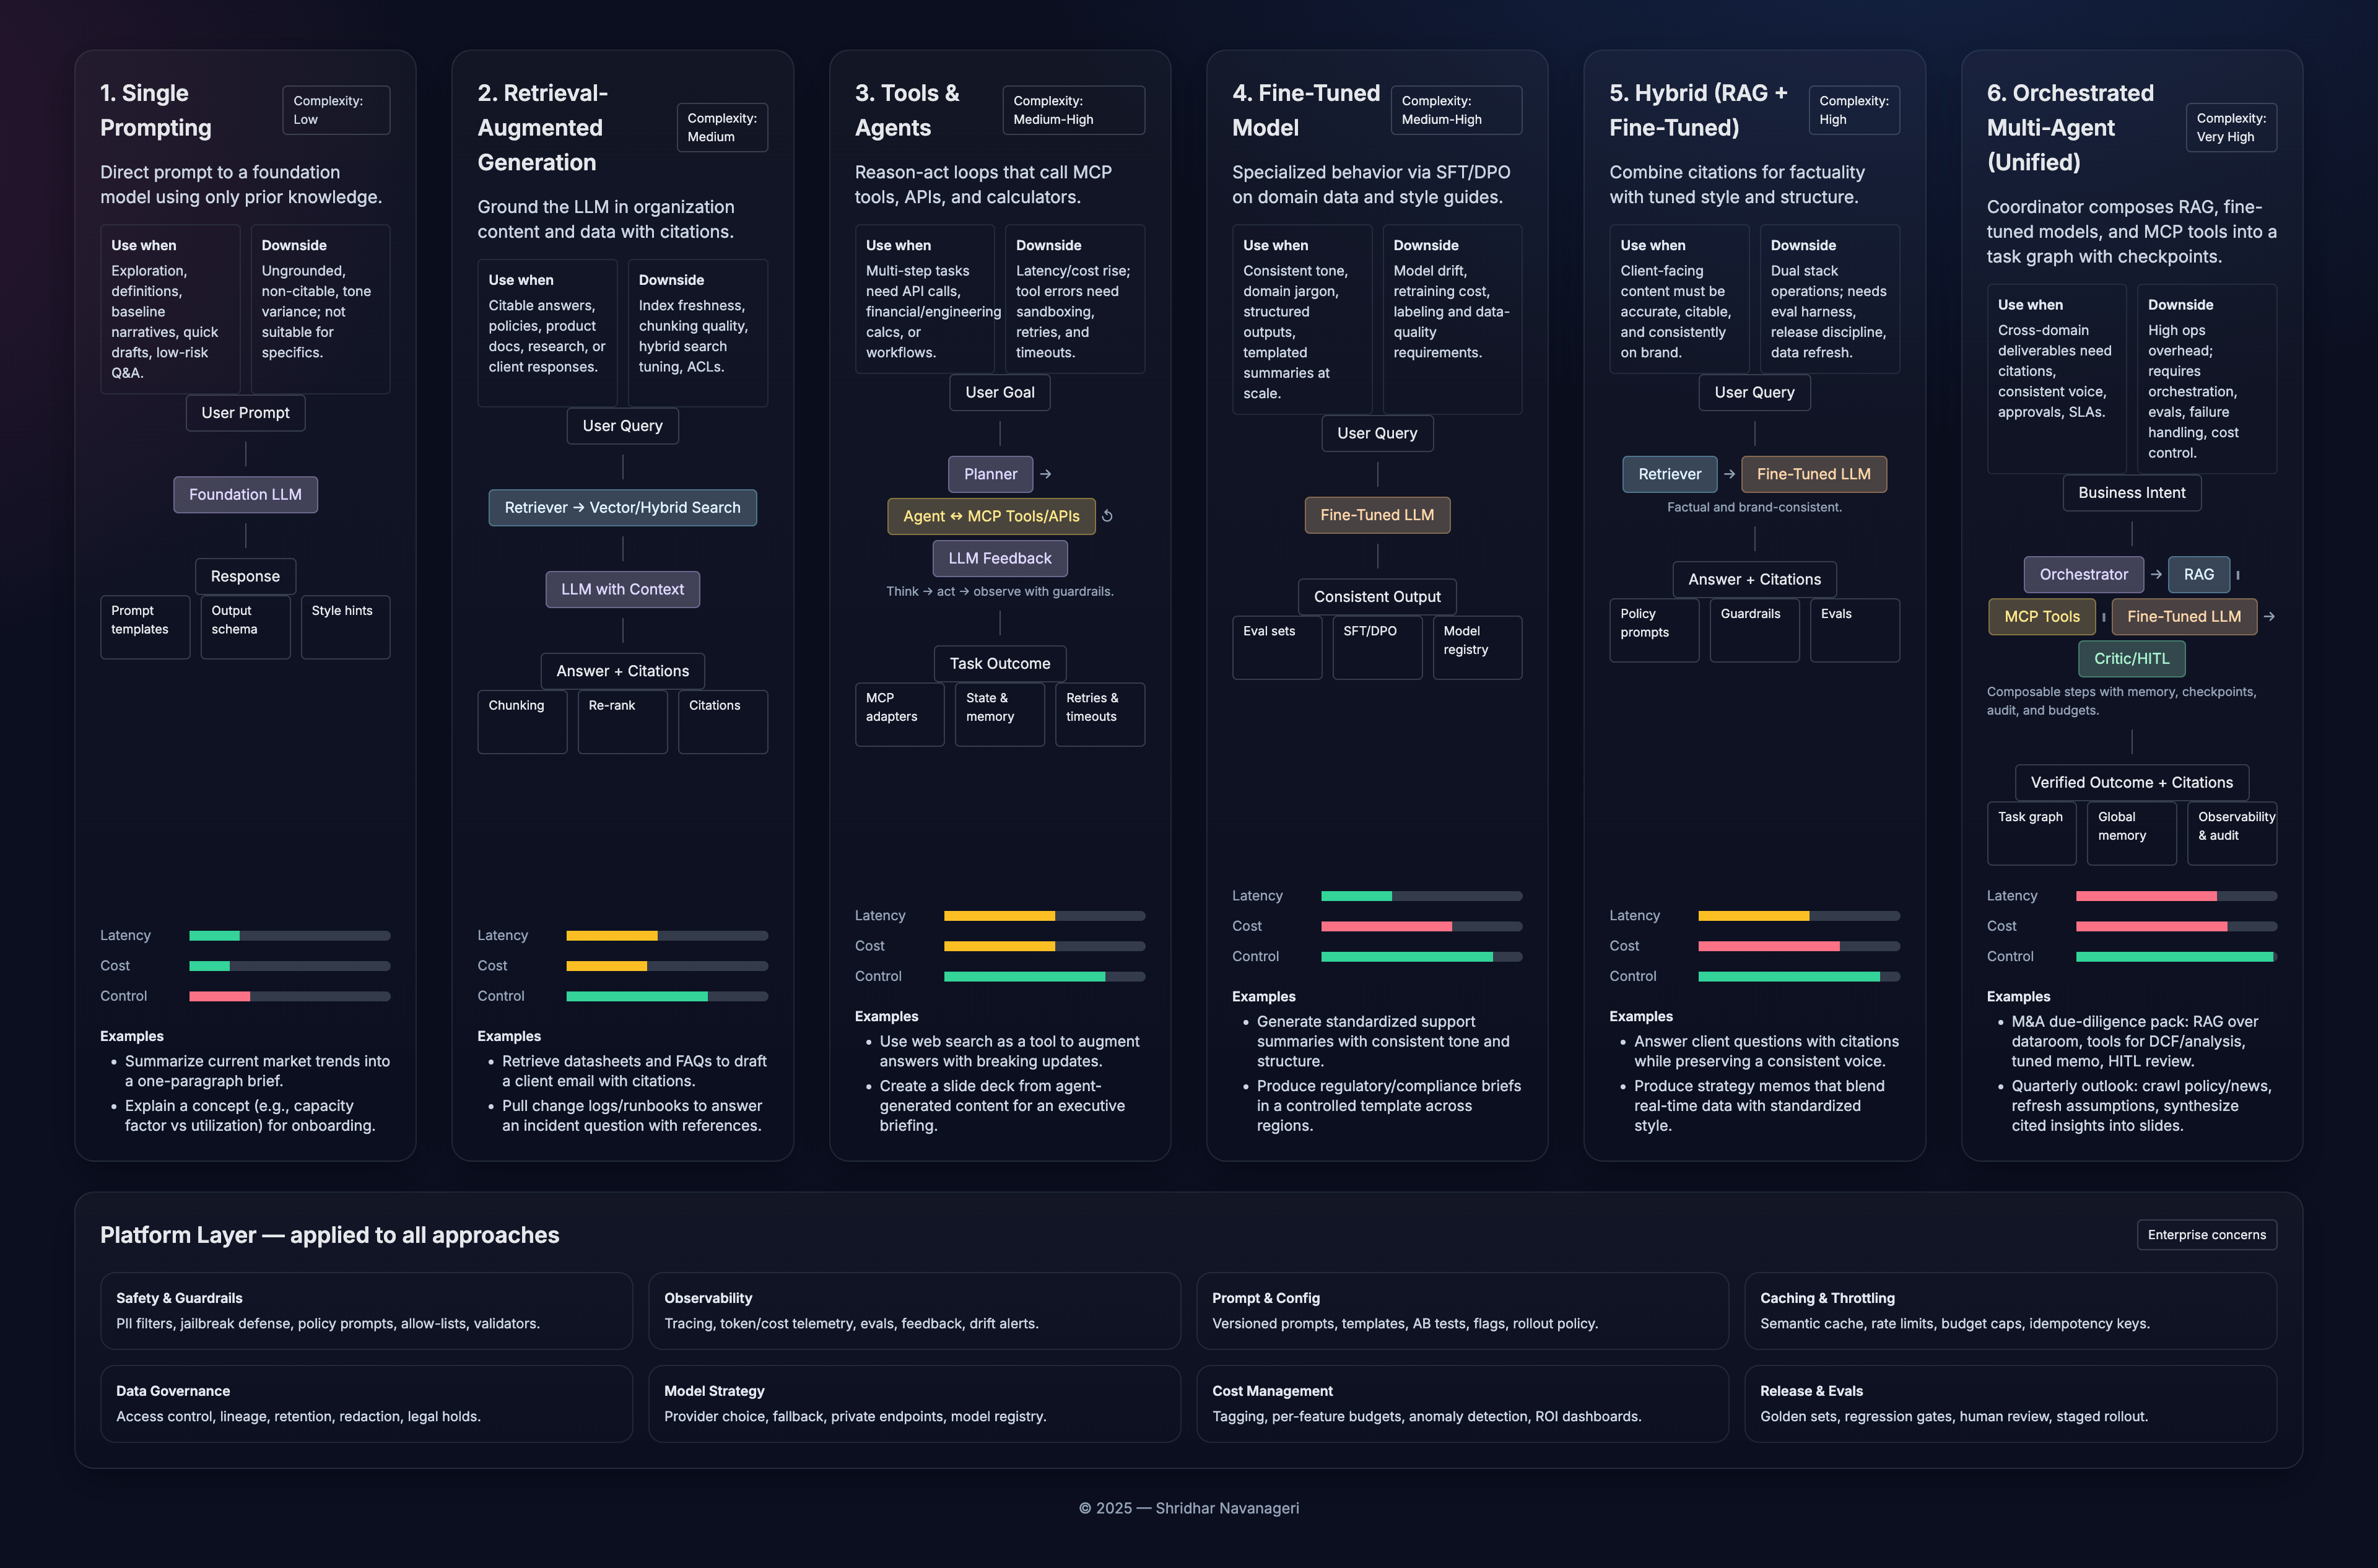 1. Single
Prompting
Complexity:
Low
Direct prompt to a foundation
model using only prior knowledge.
Use when
Exploration,
definitions,
baseline
narratives, quick
drafts, low-risk
Q&A.
Downside
Ungrounded,
non-citable, tone
variance; not
suitable for
specifics.
User Prompt
Foundation LLM
Response
Prompt
templates
Output
schema
Style hints
Latency
Cost
Control
Examples
• Summarize current market trends into
a one-paragraph brief.
• Explain a concept (e.g., capacity
factor vs utilization) for onboarding.
2. Retrieval-
Augmented
Generation
Complexity:
Medium
Ground the LLM in organization
content and data with citations.
Use when
Citable answers,
policies, product
docs, research, or
client responses.
Downside
Index freshness,
chunking quality,
hybrid search
tuning, ACLs.
User Query
Retriever → Vector/Hybrid Search
LLM with Context
Answer + Citations
Chunking
Re-rank
Citations
Latency
Cost
Control
Examples
• Retrieve datasheets and FAQs to draft
a client email with citations.
• Pull change logs/runbooks to answer
an incident question with references.
3. Tools &
Agents
Complexity:
Medium-High
Reason-act loops that call MCP
tools, APIs, and calculators.
Use when
Multi-step tasks
need API calls,
financial/engineering
calcs, or
workflows.
Downside
Latency/cost rise;
tool errors need
sandboxing,
retries, and
timeouts.
User Goal
Planner →
Agent ↔ MCP Tools/APIs ↺
LLM Feedback
Think → act → observe with guardrails.
Task Outcome
MCP
adapters
State &
memory
Retries &
timeouts
Latency
Cost
Control
Examples
• Use web search as a tool to augment
answers with breaking updates.
• Create a slide deck from agent-
generated content for an executive
briefing.
4. Fine-Tuned
Model
Complexity:
Medium-High
Specialized behavior via SFT/DPO
on domain data and style guides.
Use when
Consistent tone,
domain jargon,
structured
outputs,
templated
summaries at
scale.
Downside
Model drift,
retraining cost,
labeling and data-
quality
requirements.
User Query
Fine-Tuned LLM
Consistent Output
Eval sets
SFT/DPO
Model
registry
Latency
Cost
Control
Examples
• Generate standardized support
summaries with consistent tone and
structure.
• Produce regulatory/compliance briefs
in a controlled template across
regions.
5. Hybrid (RAG +
Fine-Tuned)
Complexity:
High
Combine citations for factuality
with tuned style and structure.
Use when
Client-facing
content must be
accurate, citable,
and consistently
on brand.
Downside
Dual stack
operations; needs
eval harness,
release discipline,
data refresh.
User Query
Retriever → Fine-Tuned LLM
Factual and brand-consistent.
Answer + Citations
Policy
prompts
Guardrails
Evals
Latency
Cost
Control
Examples
• Answer client questions with citations
while preserving a consistent voice.
• Produce strategy memos that blend
real-time data with standardized
style.
6. Orchestrated
Multi-Agent
(Unified)
Complexity:
Very High
Coordinator composes RAG, fine-
tuned models, and MCP tools into a
task graph with checkpoints.
Use when
Cross-domain
deliverables need
citations,
consistent voice,
approvals, SLAs.
Downside
High ops
overhead;
requires
orchestration,
evals, failure
handling, cost
control.
Business Intent
Orchestrator → RAG ‖
MCP Tools ‖ Fine-Tuned LLM →
Critic/HITL
Composable steps with memory, checkpoints,
audit, and budgets.
Verified Outcome + Citations
Task graph
Global
memory
Observability
& audit
Latency
Cost
Control
Examples
• M&A due-diligence pack: RAG over
dataroom, tools for DCF/analysis,
tuned memo, HITL review.
• Quarterly outlook: crawl policy/news,
refresh assumptions, synthesize
cited insights into slides.
Platform Layer — applied to all approaches
Enterprise concerns
Safety & Guardrails
PII filters, jailbreak defense, policy prompts, allow-lists, validators.
Observability
Tracing, token/cost telemetry, evals, feedback, drift alerts.
Prompt & Config
Versioned prompts, templates, AB tests, flags, rollout policy.
Caching & Throttling
Semantic cache, rate limits, budget caps, idempotency keys.
Data Governance
Access control, lineage, retention, redaction, legal holds.
Model Strategy
Provider choice, fallback, private endpoints, model registry.
Cost Management
Tagging, per-feature budgets, anomaly detection, ROI dashboards.
Release & Evals
Golden sets, regression gates, human review, staged rollout.
© 2025 — Shridhar Navanageri